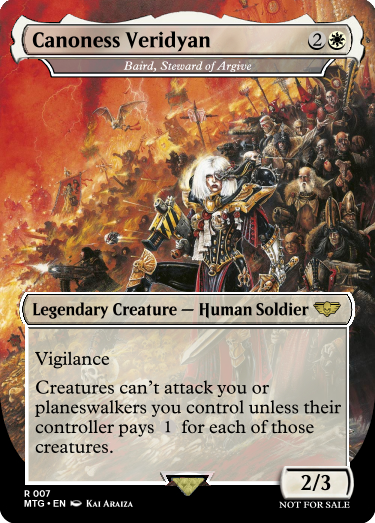 Canoness Veridyan 2
Baird, Steward of Argive
Legendary Creature — Human Soldier
Vigilance
Creatures can't attack you or
planeswalkers you control unless their
controller pays 1 for each of those
creatures.
2/3
R 007
MTG • EN Kai Araiza
NOT FOR SALE